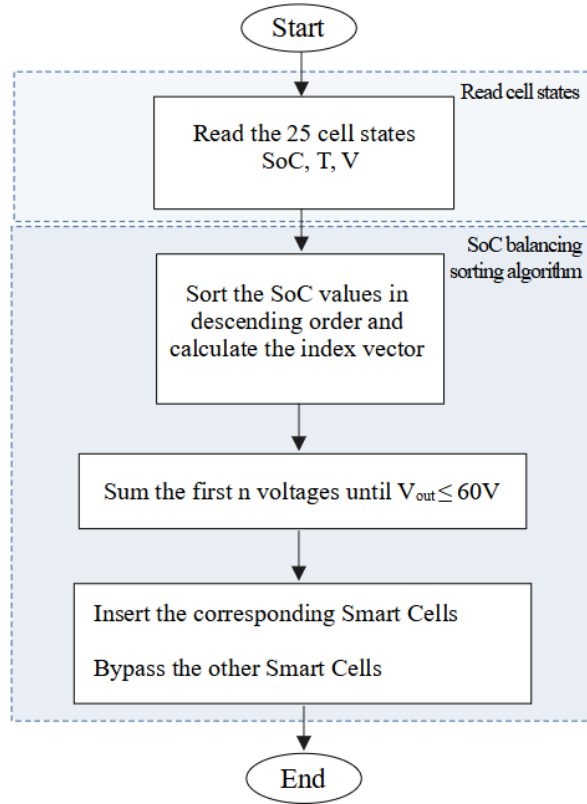 Start
Read cell states
Read the 25 cell states
SoC, T, V
SoC balancing
sorting algorithm
Sort the SoC values in
descending order and
calculate the index vector
Sum the first n voltages until Vout ≤ 60V
Insert the corresponding Smart Cells
Bypass the other Smart Cells
End